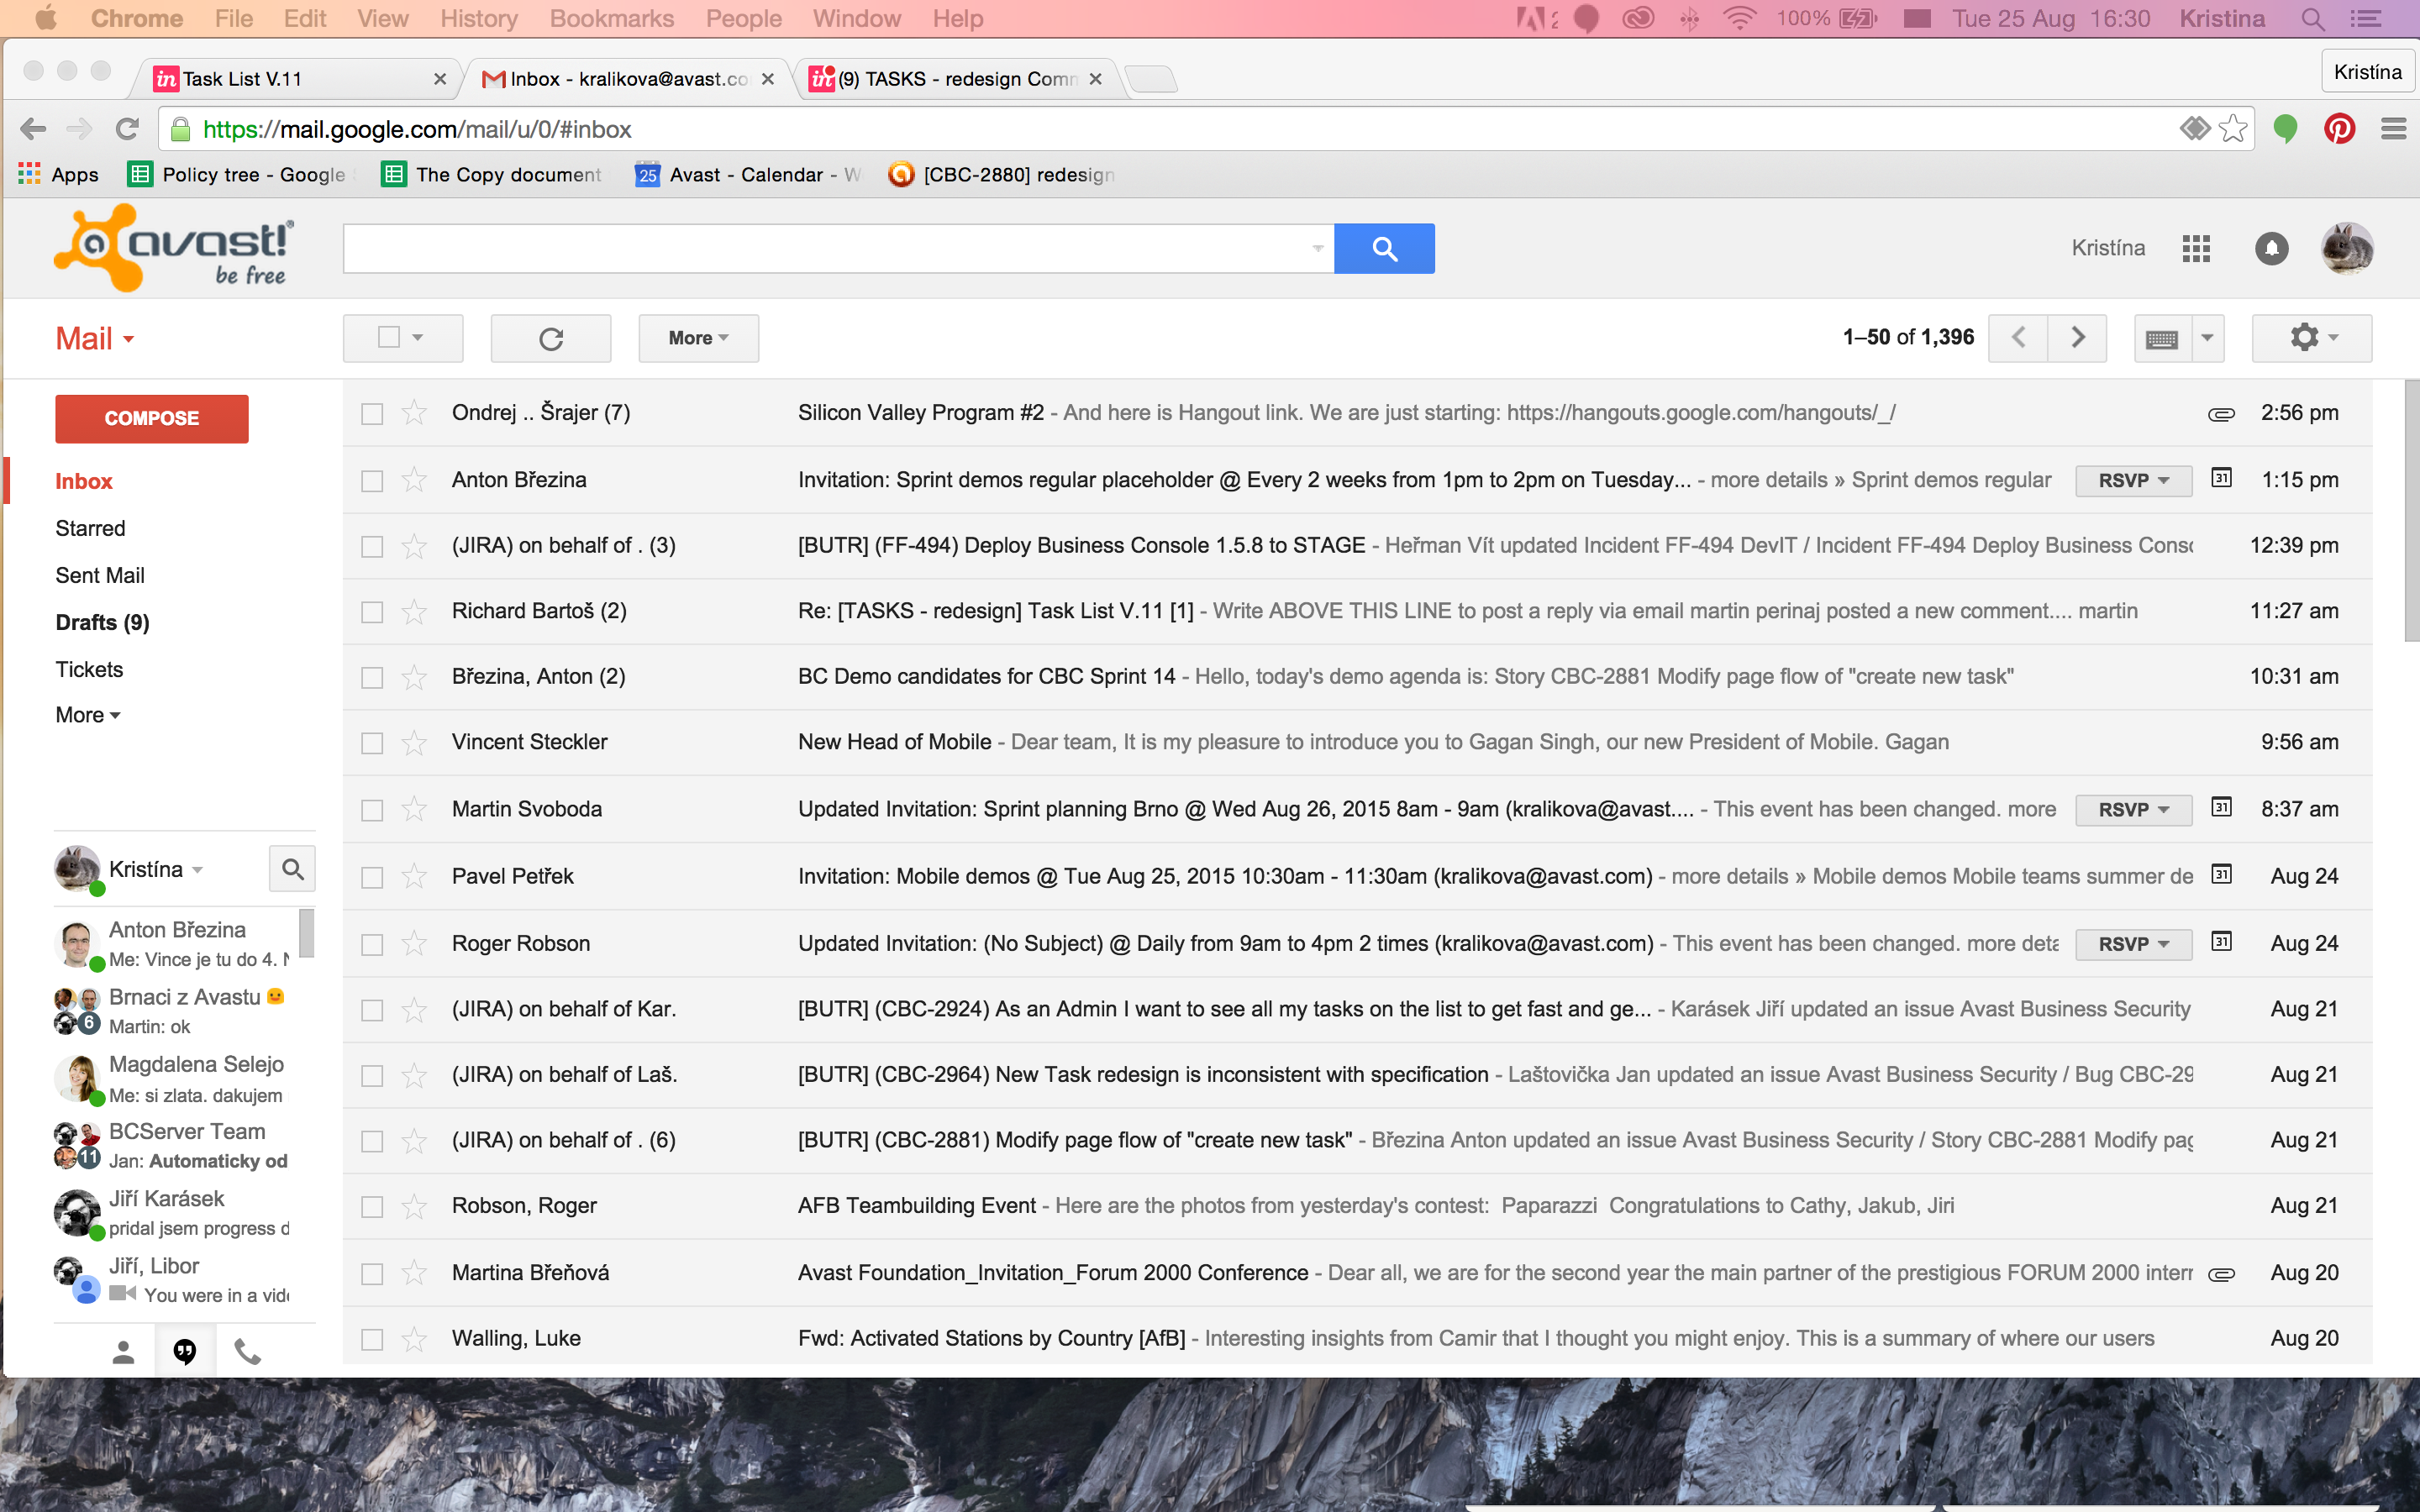 Chrome File Edit View History Bookmarks People Window Help 2 100% Tue 25 Aug 16:30 Kristina
in Task List V.11 Inbox - kralikova@avast.co in (9) TASKS - redesign Comm Kristína
https://mail.google.com/mail/u/0/#inbox
Apps Policy tree - Google The Copy document 25 Avast - Calendar - W [CBC-2880] redesign
a avast!®
be free
Kristína
Mail More 1–50 of 1,396
COMPOSE
Inbox
Starred
Sent Mail
Drafts (9)
Tickets
More
Ondrej .. Šrajer (7) Silicon Valley Program #2 - And here is Hangout link. We are just starting: https://hangouts.google.com/hangouts/_/ 2:56 pm
Anton Březina Invitation: Sprint demos regular placeholder @ Every 2 weeks from 1pm to 2pm on Tuesday... - more details » Sprint demos regular RSVP 31 1:15 pm
(JIRA) on behalf of . (3) [BUTR] (FF-494) Deploy Business Console 1.5.8 to STAGE - Heřman Vít updated Incident FF-494 DevIT / Incident FF-494 Deploy Business Conso 12:39 pm
Richard Bartoš (2) Re: [TASKS - redesign] Task List V.11 [1] - Write ABOVE THIS LINE to post a reply via email martin perinaj posted a new comment.... martin 11:27 am
Březina, Anton (2) BC Demo candidates for CBC Sprint 14 - Hello, today's demo agenda is: Story CBC-2881 Modify page flow of "create new task" 10:31 am
Vincent Steckler New Head of Mobile - Dear team, It is my pleasure to introduce you to Gagan Singh, our new President of Mobile. Gagan 9:56 am
Martin Svoboda Updated Invitation: Sprint planning Brno @ Wed Aug 26, 2015 8am - 9am (kralikova@avast.... - This event has been changed. more RSVP 31 8:37 am
Pavel Petřek Invitation: Mobile demos @ Tue Aug 25, 2015 10:30am - 11:30am (kralikova@avast.com) - more details » Mobile demos Mobile teams summer de 31 Aug 24
Roger Robson Updated Invitation: (No Subject) @ Daily from 9am to 4pm 2 times (kralikova@avast.com) - This event has been changed. more deta RSVP 31 Aug 24
(JIRA) on behalf of Kar. [BUTR] (CBC-2924) As an Admin I want to see all my tasks on the list to get fast and ge... - Karásek Jiří updated an issue Avast Business Security Aug 21
(JIRA) on behalf of Laš. [BUTR] (CBC-2964) New Task redesign is inconsistent with specification - Laštovička Jan updated an issue Avast Business Security / Bug CBC-29 Aug 21
(JIRA) on behalf of . (6) [BUTR] (CBC-2881) Modify page flow of "create new task" - Březina Anton updated an issue Avast Business Security / Story CBC-2881 Modify pag Aug 21
Robson, Roger AFB Teambuilding Event - Here are the photos from yesterday's contest: Paparazzi Congratulations to Cathy, Jakub, Jiri Aug 21
Martina Břeňová Avast Foundation_Invitation_Forum 2000 Conference - Dear all, we are for the second year the main partner of the prestigious FORUM 2000 intern Aug 20
Walling, Luke Fwd: Activated Stations by Country [AfB] - Interesting insights from Camir that I thought you might enjoy. This is a summary of where our users Aug 20
Kristína
Anton Březina
Me: Vince je tu do 4. N
Brnaci z Avastu
6 Martin: ok
Magdalena Selejo
Me: si zlata. dakujem
BCServer Team
11 Jan: Automaticky od
Jiří Karásek
pridal jsem progress d
Jiří, Libor
You were in a vide